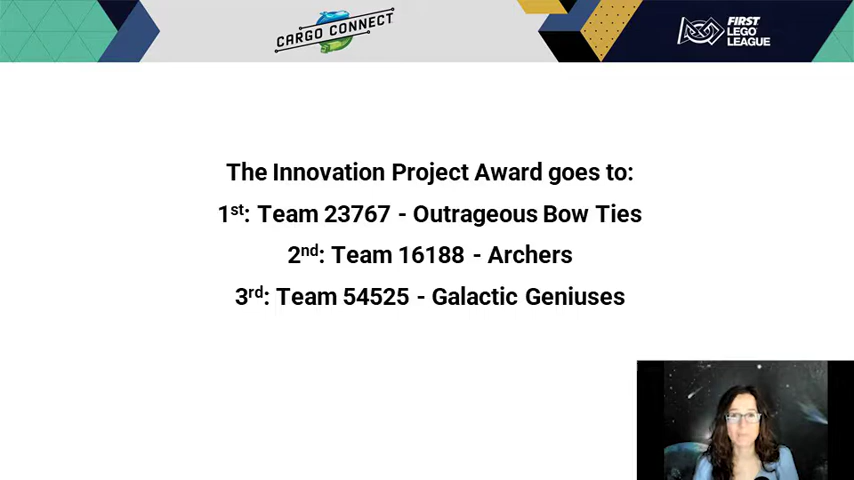 CARGO CONNECT
FIRST
LEGO
LEAGUE
The Innovation Project Award goes to:
1st: Team 23767 - Outrageous Bow Ties
2nd: Team 16188 - Archers
3rd: Team 54525 - Galactic Geniuses